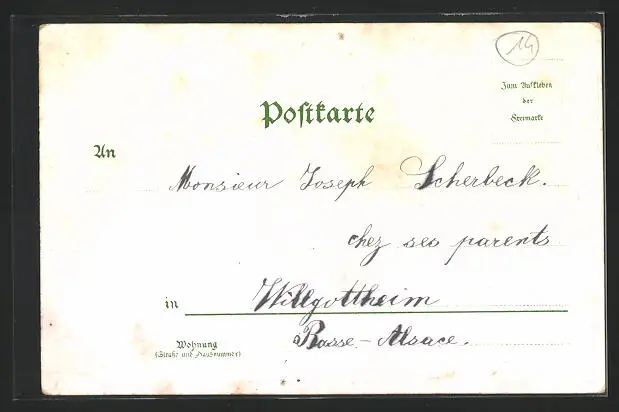 14
Zum Aufkleben
der
Freimarke
Postkarte
An
Monsieur Joseph Scherbeck.
chez ses parents
in Willgottheim
Wohnung
(Straße und Hausnummer)
Basse-Alsace.